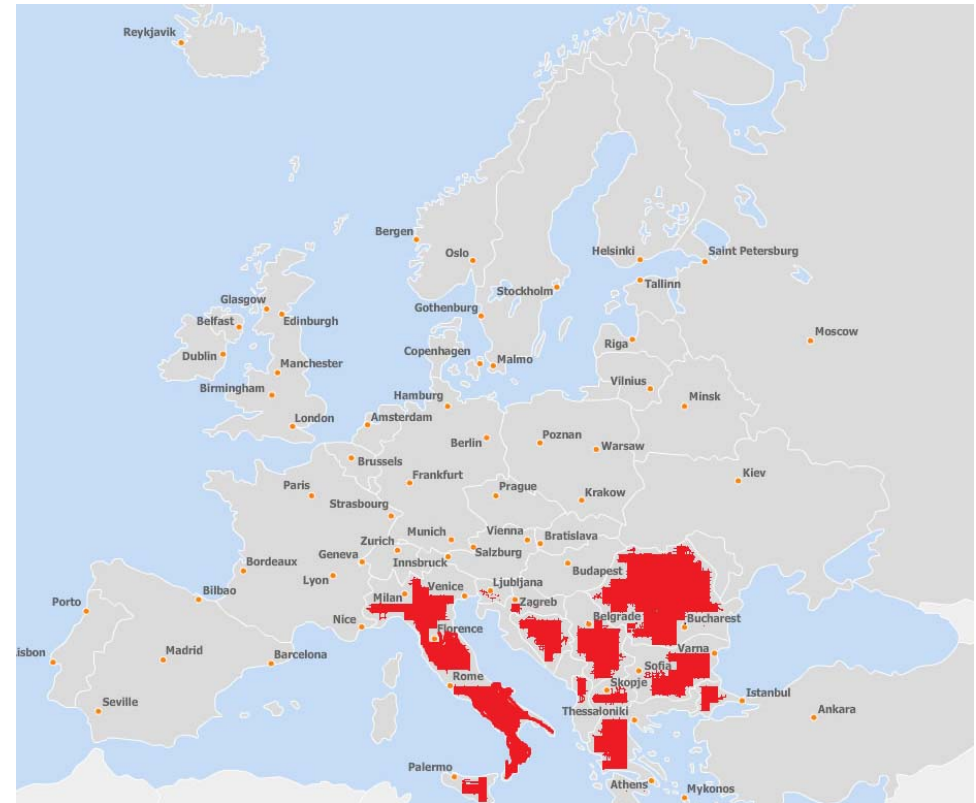 Reykjavik
Bergen
Oslo
Helsinki
Saint Petersburg
Tallinn
Stockholm
Glasgow
Gothenburg
Belfast
Edinburgh
Moscow
Riga
Dublin
Copenhagen
Malmo
Manchester
Vilnius
Birmingham
Hamburg
Minsk
London
Amsterdam
Berlin
Poznan
Warsaw
Brussels
Kiev
Frankfurt
Paris
Prague
Krakow
Strasbourg
Munich
Vienna
Bratislava
Zurich
Salzburg
Geneva
Innsbruck
Bordeaux
Budapest
Lyon
Venice
Ljubljana
Bilbao
Milan
Zagreb
Porto
Nice
Belgrade
Bucharest
Florence
Varna
isbon
Madrid
Barcelona
Sofia
Rome
Skopje
Istanbul
Seville
Thessaloniki
Ankara
Palermo
Athens
Mykonos